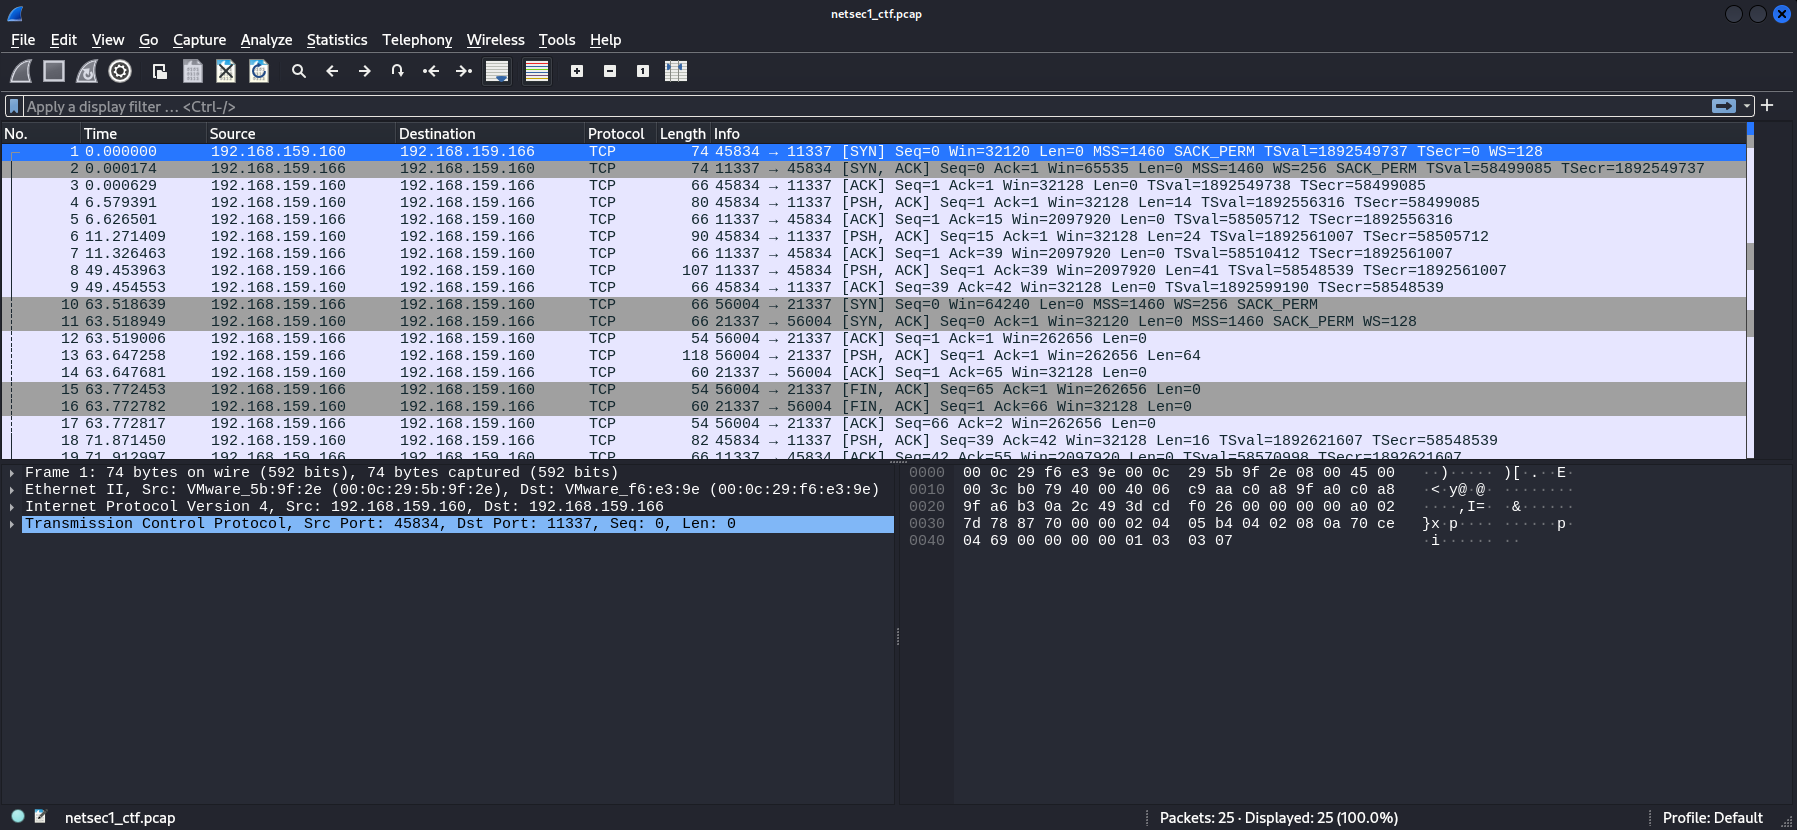 netsec1_ctf.pcap
File Edit View Go Capture Analyze Statistics Telephony Wireless Tools Help
Apply a display filter … <Ctrl-/>
No. Time Source Destination Protocol Length Info
1 0.000000 192.168.159.160 192.168.159.166 TCP 74 45834 → 11337 [SYN] Seq=0 Win=32120 Len=0 MSS=1460 SACK_PERM TSval=1892549737 TSecr=0 WS=128
2 0.000174 192.168.159.166 192.168.159.160 TCP 74 11337 → 45834 [SYN, ACK] Seq=0 Ack=1 Win=65535 Len=0 MSS=1460 WS=256 SACK_PERM TSval=58499085 TSecr=1892549737
3 0.000629 192.168.159.160 192.168.159.166 TCP 66 45834 → 11337 [ACK] Seq=1 Ack=1 Win=32128 Len=0 TSval=1892549738 TSecr=58499085
4 6.579391 192.168.159.160 192.168.159.166 TCP 80 45834 → 11337 [PSH, ACK] Seq=1 Ack=1 Win=32128 Len=14 TSval=1892556316 TSecr=58499085
5 6.626501 192.168.159.166 192.168.159.160 TCP 66 11337 → 45834 [ACK] Seq=1 Ack=15 Win=2097920 Len=0 TSval=58505712 TSecr=1892556316
6 11.271409 192.168.159.160 192.168.159.166 TCP 90 45834 → 11337 [PSH, ACK] Seq=15 Ack=1 Win=32128 Len=24 TSval=1892561007 TSecr=58505712
7 11.326463 192.168.159.166 192.168.159.160 TCP 66 11337 → 45834 [ACK] Seq=1 Ack=39 Win=2097920 Len=0 TSval=58510412 TSecr=1892561007
8 49.453963 192.168.159.166 192.168.159.160 TCP 107 11337 → 45834 [PSH, ACK] Seq=1 Ack=39 Win=2097920 Len=41 TSval=58548539 TSecr=1892561007
9 49.454553 192.168.159.160 192.168.159.166 TCP 66 45834 → 11337 [ACK] Seq=39 Ack=42 Win=32128 Len=0 TSval=1892599190 TSecr=58548539
10 63.518639 192.168.159.166 192.168.159.160 TCP 66 56004 → 21337 [SYN] Seq=0 Win=64240 Len=0 MSS=1460 WS=256 SACK_PERM
11 63.518949 192.168.159.160 192.168.159.166 TCP 66 21337 → 56004 [SYN, ACK] Seq=0 Ack=1 Win=32120 Len=0 MSS=1460 SACK_PERM WS=128
12 63.519006 192.168.159.166 192.168.159.160 TCP 54 56004 → 21337 [ACK] Seq=1 Ack=1 Win=262656 Len=0
13 63.647258 192.168.159.166 192.168.159.160 TCP 118 56004 → 21337 [PSH, ACK] Seq=1 Ack=1 Win=262656 Len=64
14 63.647681 192.168.159.160 192.168.159.166 TCP 60 21337 → 56004 [ACK] Seq=1 Ack=65 Win=32128 Len=0
15 63.772453 192.168.159.166 192.168.159.160 TCP 54 56004 → 21337 [FIN, ACK] Seq=65 Ack=1 Win=262656 Len=0
16 63.772782 192.168.159.160 192.168.159.166 TCP 60 21337 → 56004 [FIN, ACK] Seq=1 Ack=66 Win=32128 Len=0
17 63.772817 192.168.159.166 192.168.159.160 TCP 54 56004 → 21337 [ACK] Seq=66 Ack=2 Win=262656 Len=0
18 71.871450 192.168.159.160 192.168.159.166 TCP 82 45834 → 11337 [PSH, ACK] Seq=39 Ack=42 Win=32128 Len=16 TSval=1892621607 TSecr=58548539
19 71.912997 192.168.159.166 192.168.159.160 TCP 66 11337 → 45834 [ACK] Seq=42 Ack=55 Win=2097920 Len=0 TSval=58570998 TSecr=1892621607
Frame 1: 74 bytes on wire (592 bits), 74 bytes captured (592 bits)
Ethernet II, Src: VMware_5b:9f:2e (00:0c:29:5b:9f:2e), Dst: VMware_f6:e3:9e (00:0c:29:f6:e3:9e)
Internet Protocol Version 4, Src: 192.168.159.160, Dst: 192.168.159.166
Transmission Control Protocol, Src Port: 45834, Dst Port: 11337, Seq: 0, Len: 0
0000 00 0c 29 f6 e3 9e 00 0c 29 5b 9f 2e 08 00 45 00 ··)····· )[·.··E·
0010 00 3c b0 79 40 00 40 06 c9 aa c0 a8 9f a0 c0 a8 ·<·y@·@· ········
0020 9f a6 b3 0a 2c 49 3d cd f0 26 00 00 00 00 a0 02 ····,I=· ·&······
0030 7d 78 87 70 00 00 02 04 05 b4 04 02 08 0a 70 ce }x·p···· ······p·
0040 04 69 00 00 00 00 01 03 03 07 ·i······ ··
netsec1_ctf.pcap
Packets: 25 · Displayed: 25 (100.0%)
Profile: Default